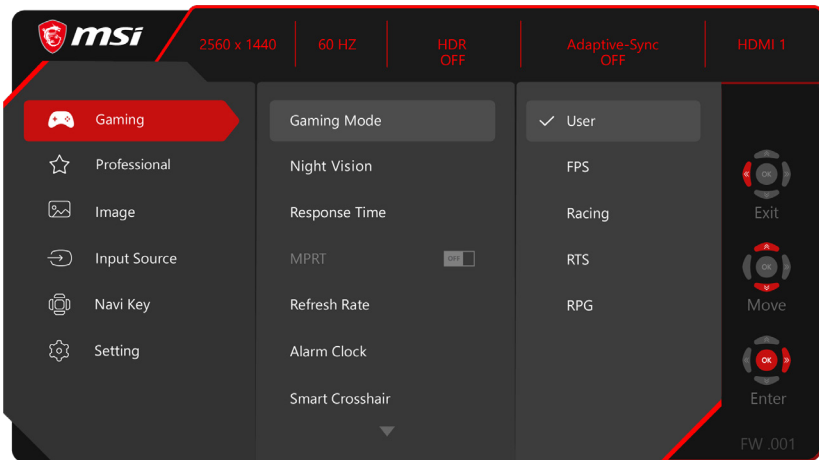 msi
2560 x 1440
60 HZ
HDR
OFF
Adaptive-Sync
OFF
HDMI 1
Gaming
Professional
Image
Input Source
Navi Key
Setting
Gaming Mode
Night Vision
Response Time
MPRT
OFF
Refresh Rate
Alarm Clock
Smart Crosshair
User
FPS
Racing
RTS
RPG
OK
Exit
OK
Move
OK
Enter
FW .001